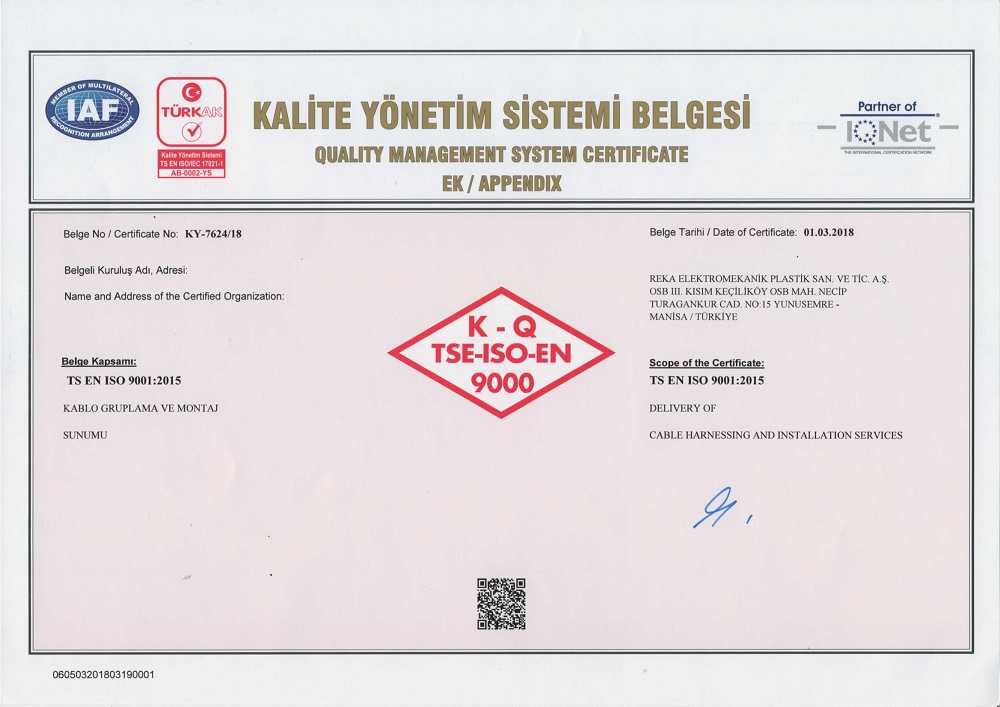 MEMBER OF MULTILATERAL
IAF
RECOGNITION ARRANGEMENT
TÜRKAK
Kalite Yönetim Sistemi
TS EN ISO/IEC 17021-1
AB-0002-YS
KALİTE YÖNETİM SİSTEMİ BELGESİ
QUALITY MANAGEMENT SYSTEM CERTIFICATE
EK / APPENDIX
Partner of
IQNet
THE INTERNATIONAL CERTIFICATION NETWORK
Belge No / Certificate No: KY-7624/18
Belge Tarihi / Date of Certificate: 01.03.2018
Belgeli Kuruluş Adı, Adresi:
Name and Address of the Certified Organization:
REKA ELEKTROMEKANİK PLASTİK SAN. VE TİC. A.Ş.
OSB III. KISIM KEÇİLİKÖY OSB MAH. NECİP
TURAGANKUR CAD. NO:15 YUNUSEMRE -
MANİSA / TÜRKİYE
K - Q
TSE-ISO-EN
9000
Belge Kapsamı:
TS EN ISO 9001:2015
KABLO GRUPLAMA VE MONTAJ
SUNUMU
Scope of the Certificate:
TS EN ISO 9001:2015
DELIVERY OF
CABLE HARNESSING AND INSTALLATION SERVICES
060503201803190001